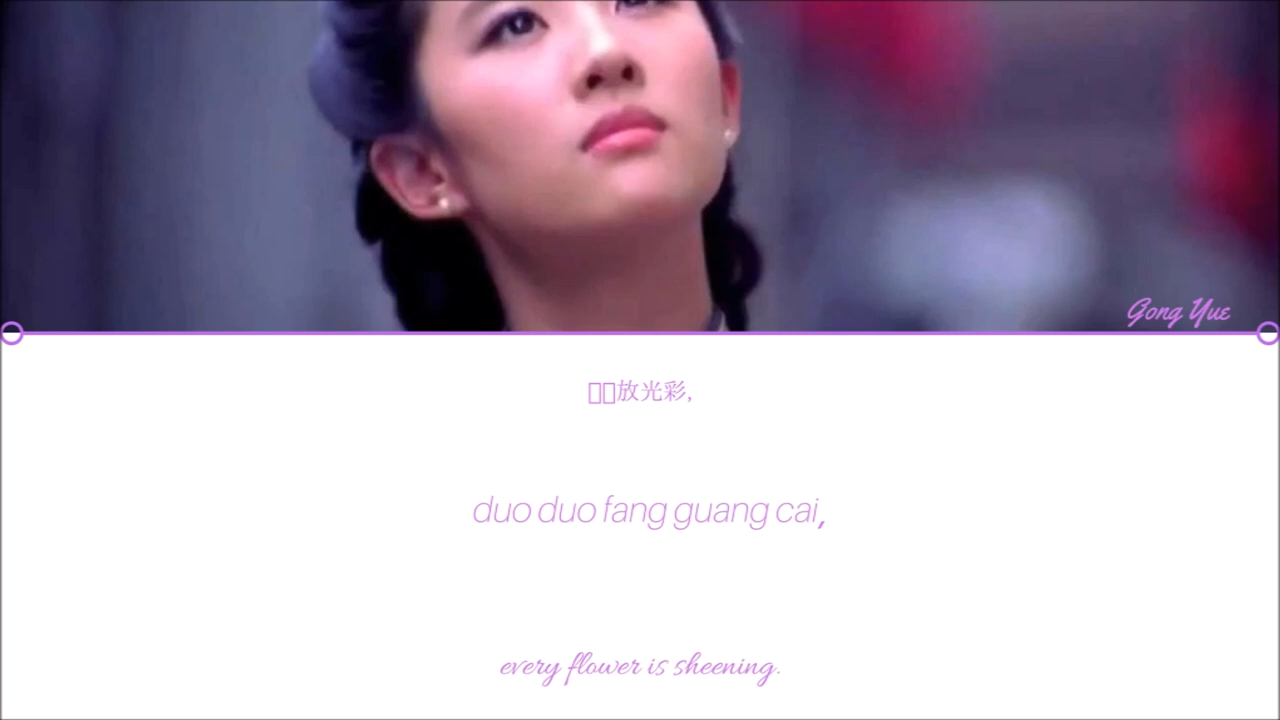 Gong Yue
放光彩,
duo duo fang guang cai,
every flower is sheening.